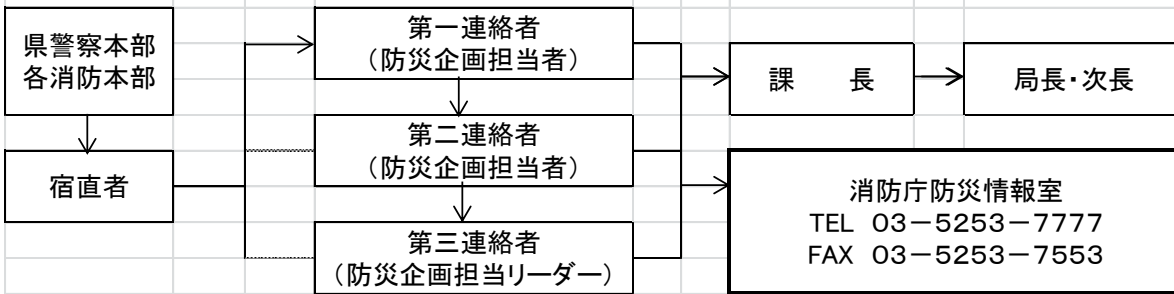 県警察本部
各消防本部
宿直者
第一連絡者
（防災企画担当者）
第二連絡者
（防災企画担当者）
第三連絡者
（防災企画担当リーダー）
課　　長
局長・次長
消防庁防災情報室
TEL ０３－５２５３－７７７７
FAX ０３－５２５３－７５５３